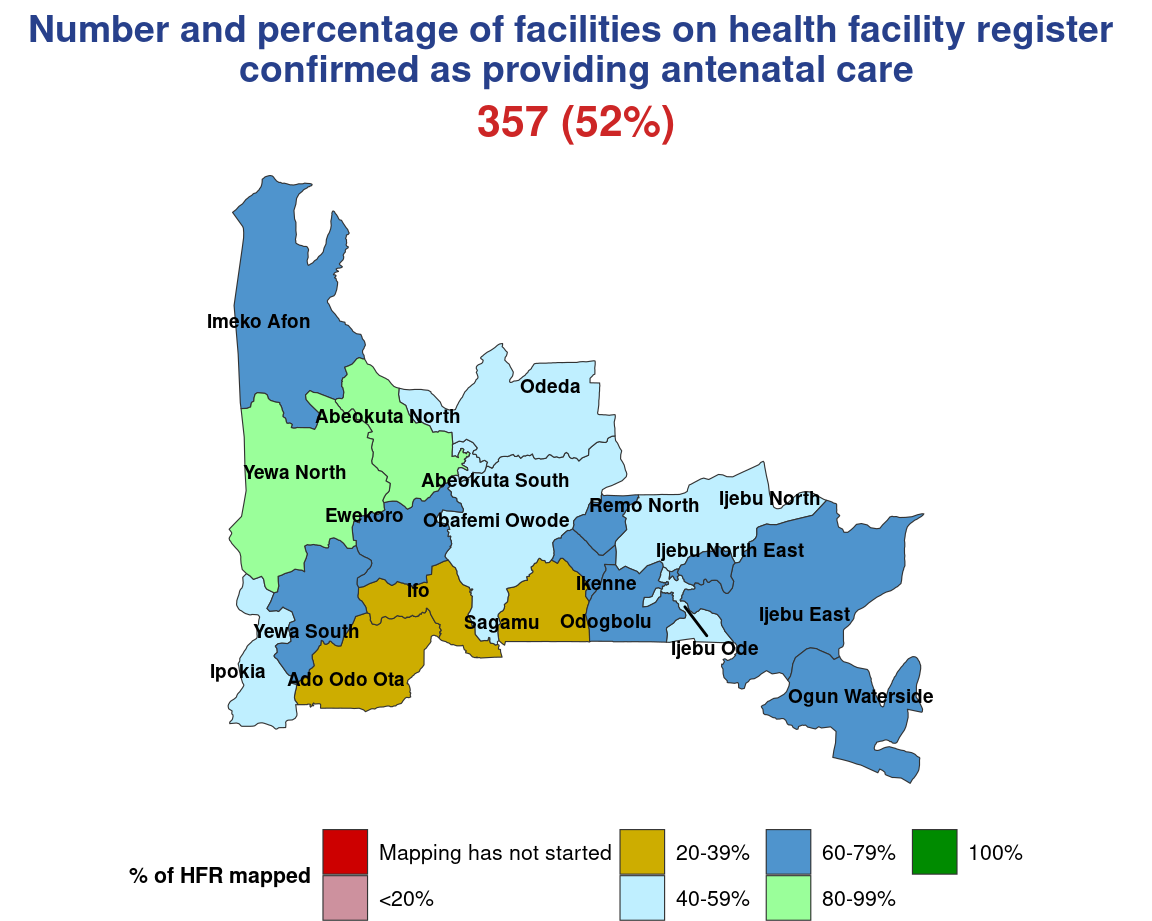 Number and percentage of facilities on health facility register
confirmed as providing antenatal care
357 (52%)
Imeko Afon
Odeda
Abeokuta North
Yewa North
Abeokuta South
Ijebu North
Remo North
Ewekoro
Obafemi Owode
Ijebu North East
Ikenne
Ifo
Ijebu East
Sagamu
Odogbolu
Yewa South
Ijebu Ode
Ipokia
Ado Odo Ota
Ogun Waterside
% of HFR mapped
Mapping has not started
<20%
20-39%
40-59%
60-79%
80-99%
100%